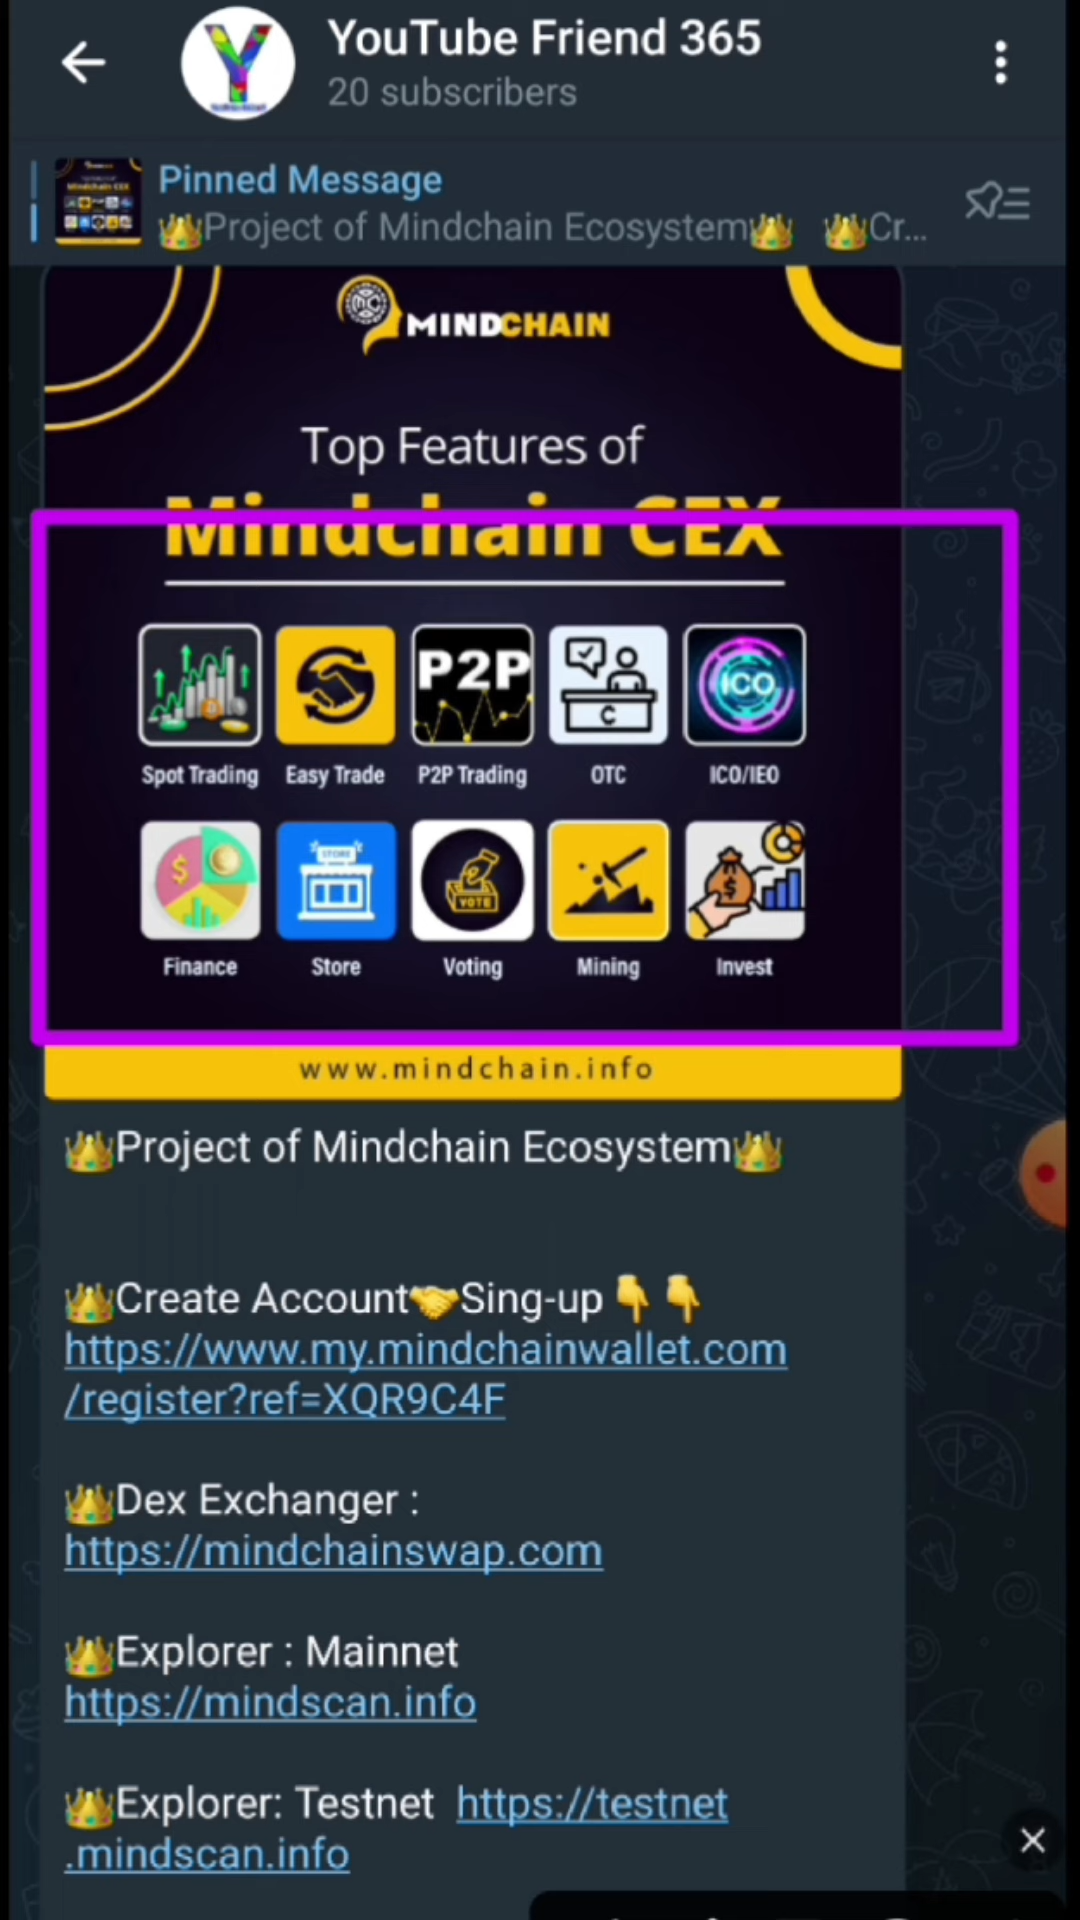 YouTube Friend 365
20 subscribers
Pinned Message
👑Project of Mindchain Ecosystem👑 👑Cr...
MINDCHAIN
Top Features of
Mindchain CEX
P2P
C
ICO
Spot Trading Easy Trade P2P Trading OTC ICO/IEO
$
STORE
VOTE
$
Finance Store Voting Mining Invest
www.mindchain.info
👑Project of Mindchain Ecosystem👑
👑Create Account🤝Sing-up👇👇
https://www.my.mindchainwallet.com
/register?ref=XQR9C4F
👑Dex Exchanger :
https://mindchainswap.com
👑Explorer : Mainnet
https://mindscan.info
👑Explorer: Testnet https://testnet
.mindscan.info